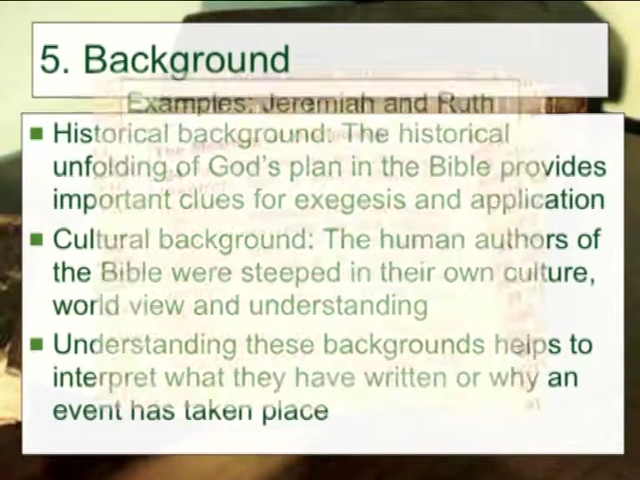 5. Background
Examples: Jeremiah and Ruth
Historical background: The historical
unfolding of God's plan in the Bible provides
important clues for exegesis and application
Cultural background: The human authors of
the Bible were steeped in their own culture,
world view and understanding
Understanding these backgrounds helps to
interpret what they have written or why an
event has taken place